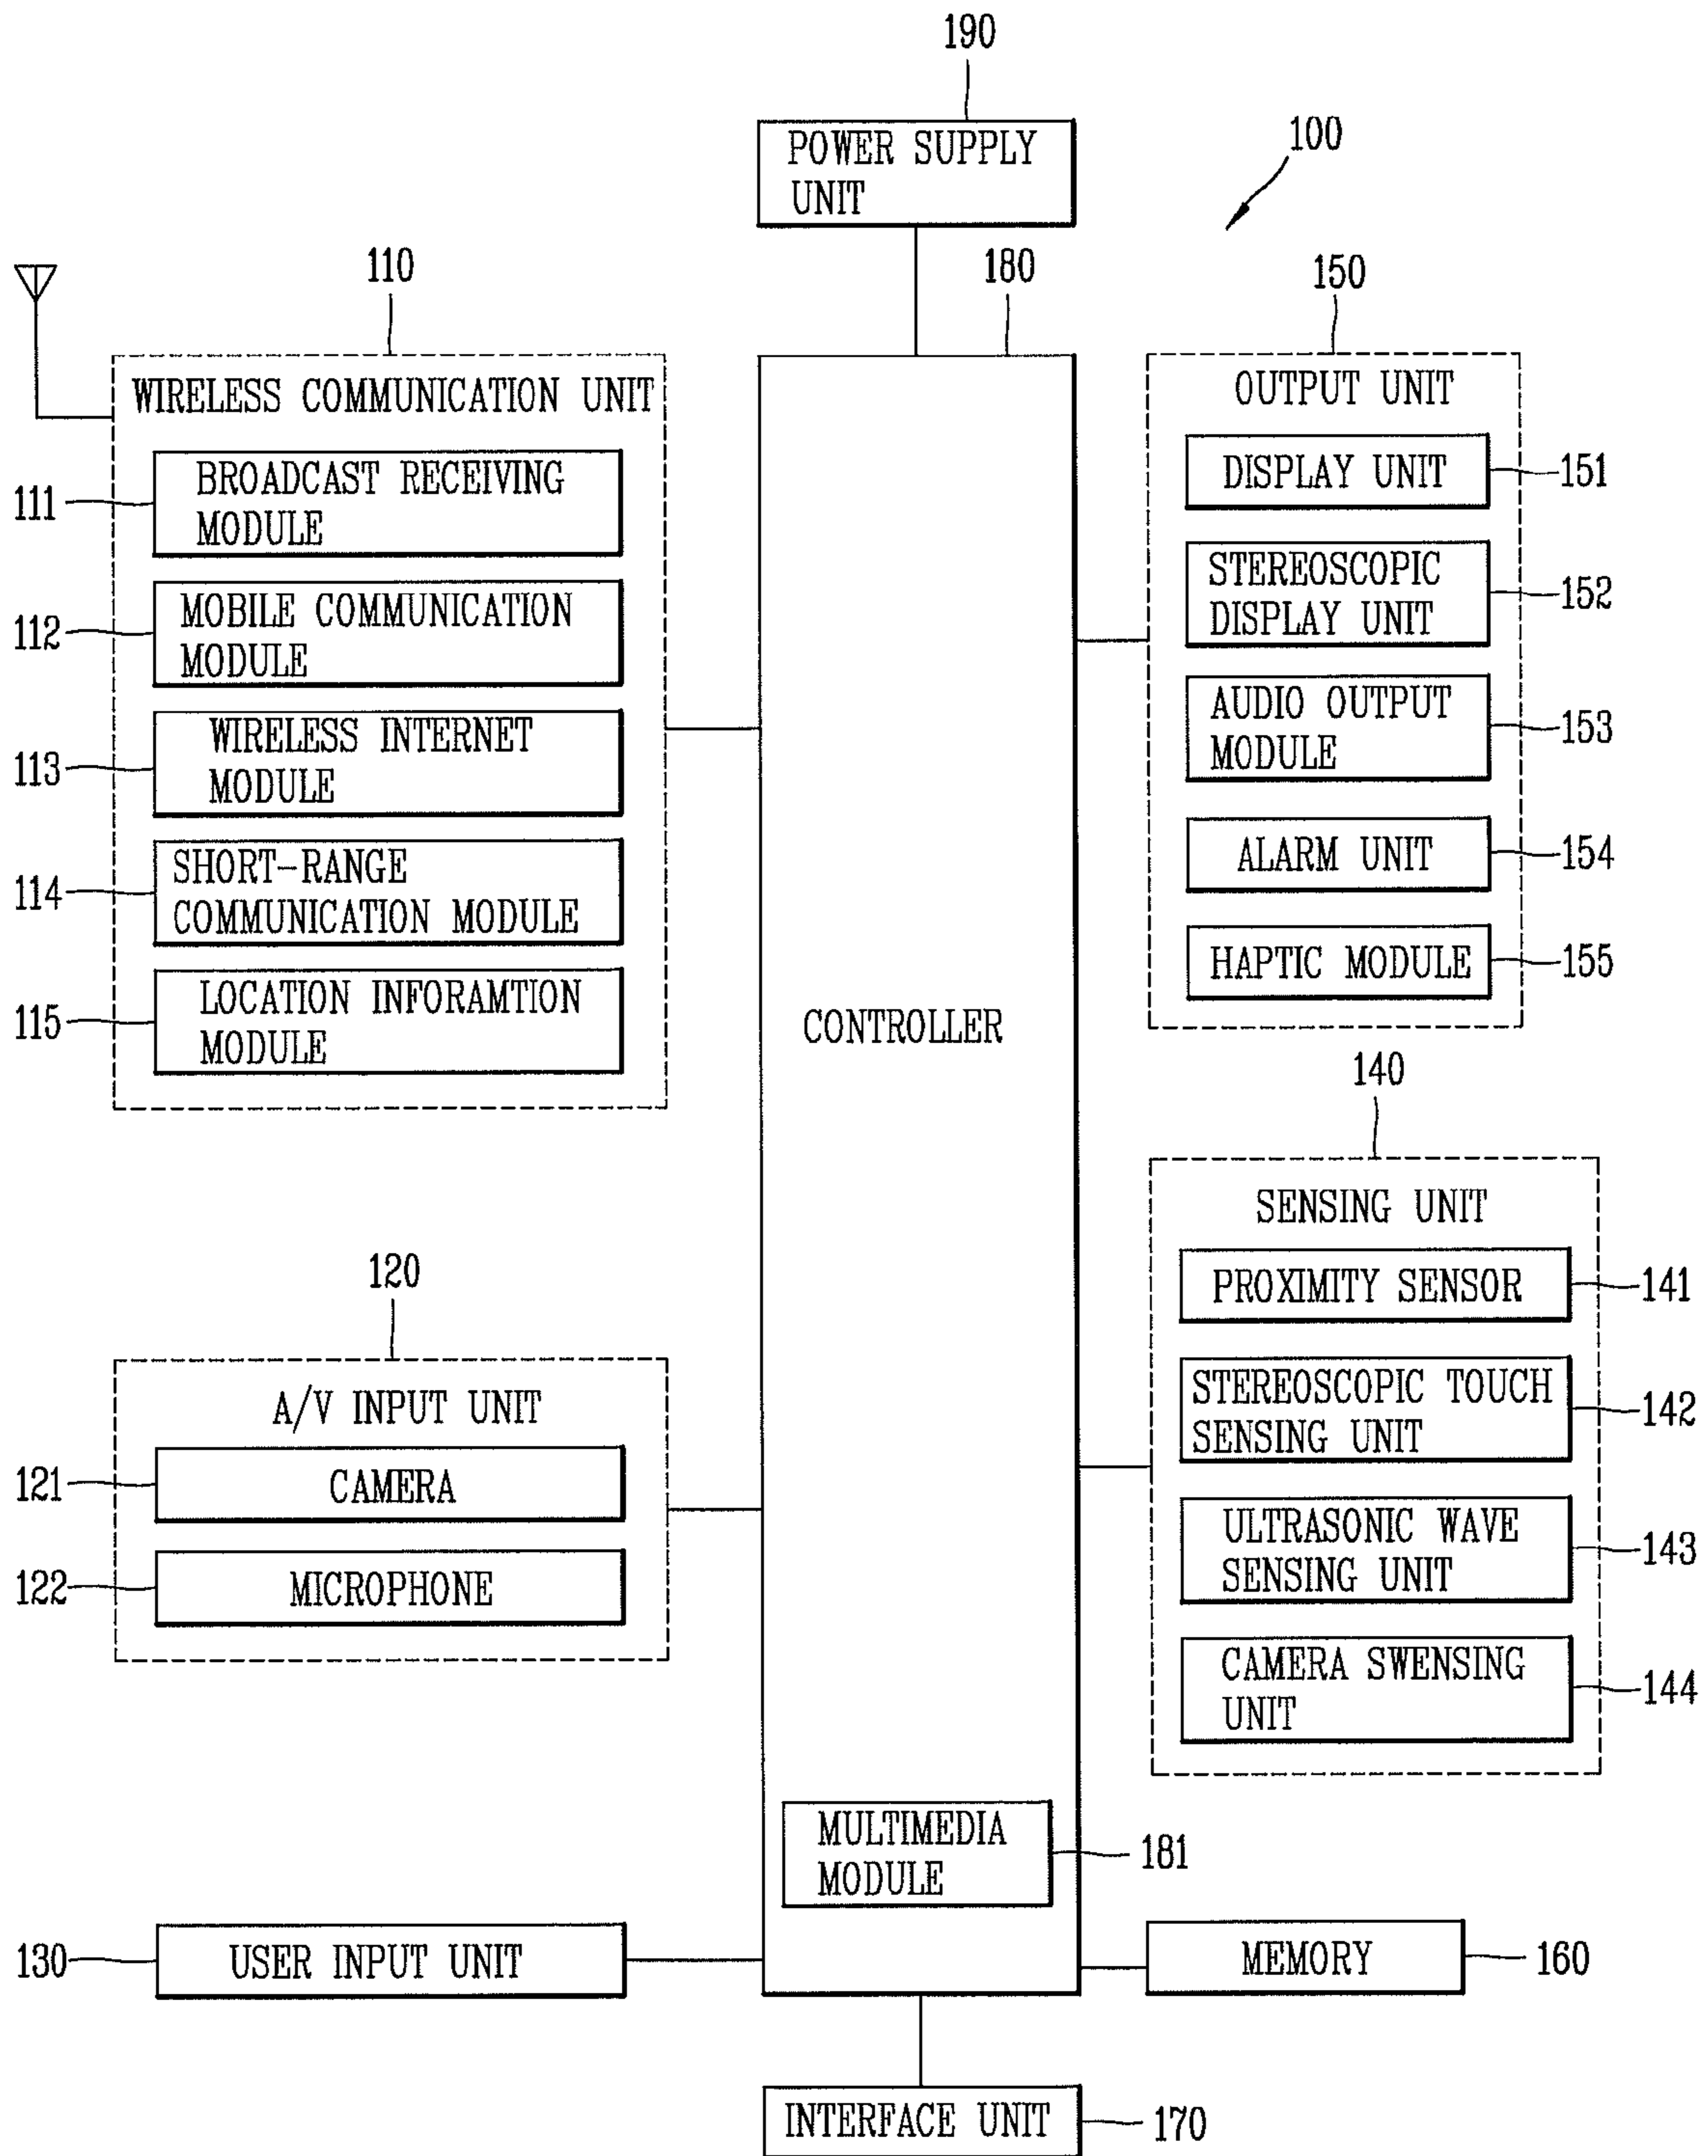 190
POWER SUPPLY
UNIT
100
110
WIRELESS COMMUNICATION UNIT
111
BROADCAST RECEIVING
MODULE
112
MOBILE COMMUNICATION
MODULE
113
WIRELESS INTERNET
MODULE
114
SHORT-RANGE
COMMUNICATION MODULE
115
LOCATION INFORAMTION
MODULE
120
A/V INPUT UNIT
121
CAMERA
122
MICROPHONE
130
USER INPUT UNIT
180
CONTROLLER
MULTIMEDIA
MODULE
181
150
OUTPUT UNIT
DISPLAY UNIT
151
STEREOSCOPIC
DISPLAY UNIT
152
AUDIO OUTPUT
MODULE
153
ALARM UNIT
154
HAPTIC MODULE
155
140
SENSING UNIT
PROXIMITY SENSOR
141
STEREOSCOPIC TOUCH
SENSING UNIT
142
ULTRASONIC WAVE
SENSING UNIT
143
CAMERA SWENSING
UNIT
144
MEMORY
160
INTERFACE UNIT
170